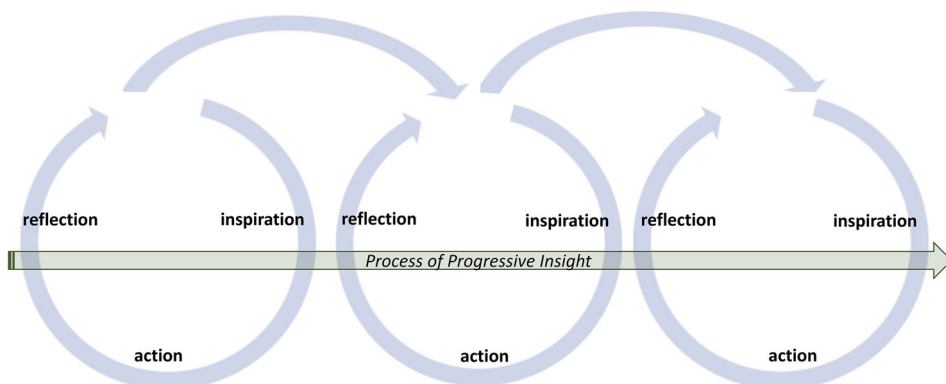 reflection
inspiration
reflection
inspiration
reflection
inspiration
Process of Progressive Insight
action
action
action